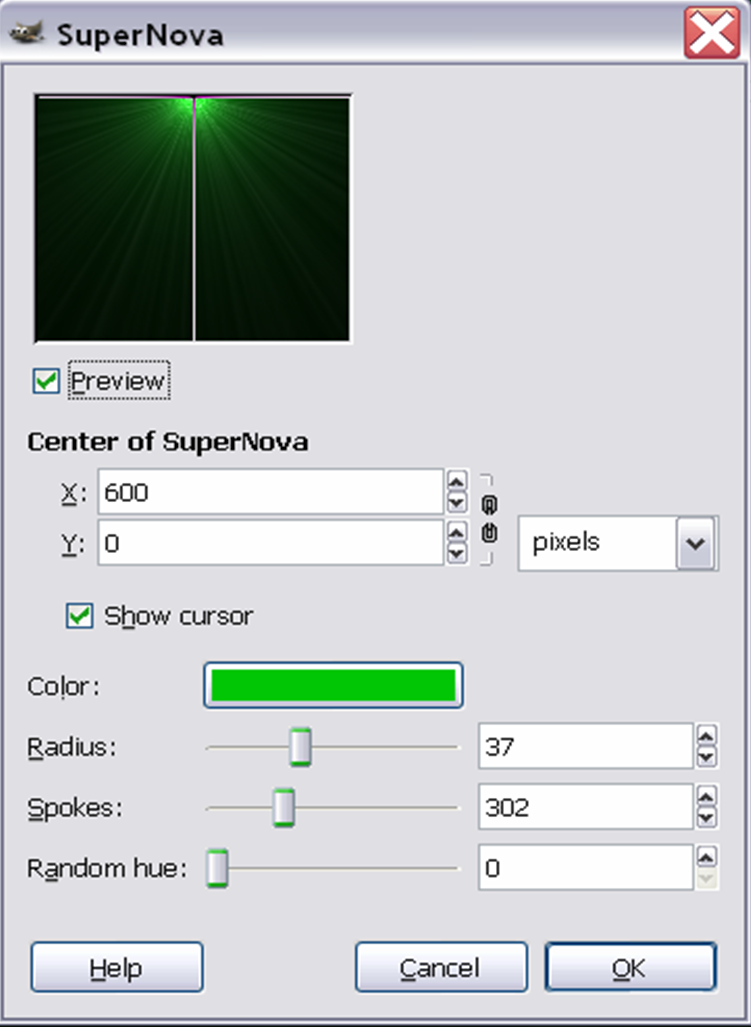 SuperNova
Preview
Center of SuperNova
X: 600
Y: 0
pixels
Show cursor
Color:
Radius: 37
Spokes: 302
Random hue: 0
Help Cancel OK